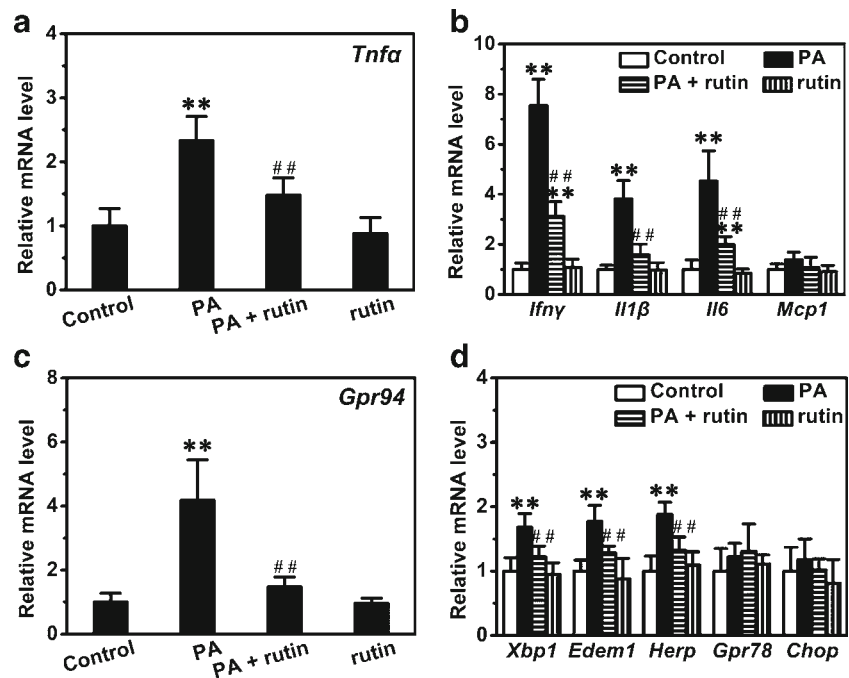 a
Relative mRNA level
4
3
2
1
0
Tnfα
**
# #
Control
PA
PA + rutin
rutin
b
Relative mRNA level
10
8
6
4
2
0
Control
PA
PA + rutin
rutin
**
# #
**
**
# #
**
# #
**
Ifnγ
Il1β
Il6
Mcp1
c
Relative mRNA level
8
6
4
2
0
Gpr94
**
# #
Control
PA
PA + rutin
rutin
d
Relative mRNA level
4
3
2
1
0
Control
PA
PA + rutin
rutin
**
# #
**
# #
**
# #
Xbp1
Edem1
Herp
Gpr78
Chop